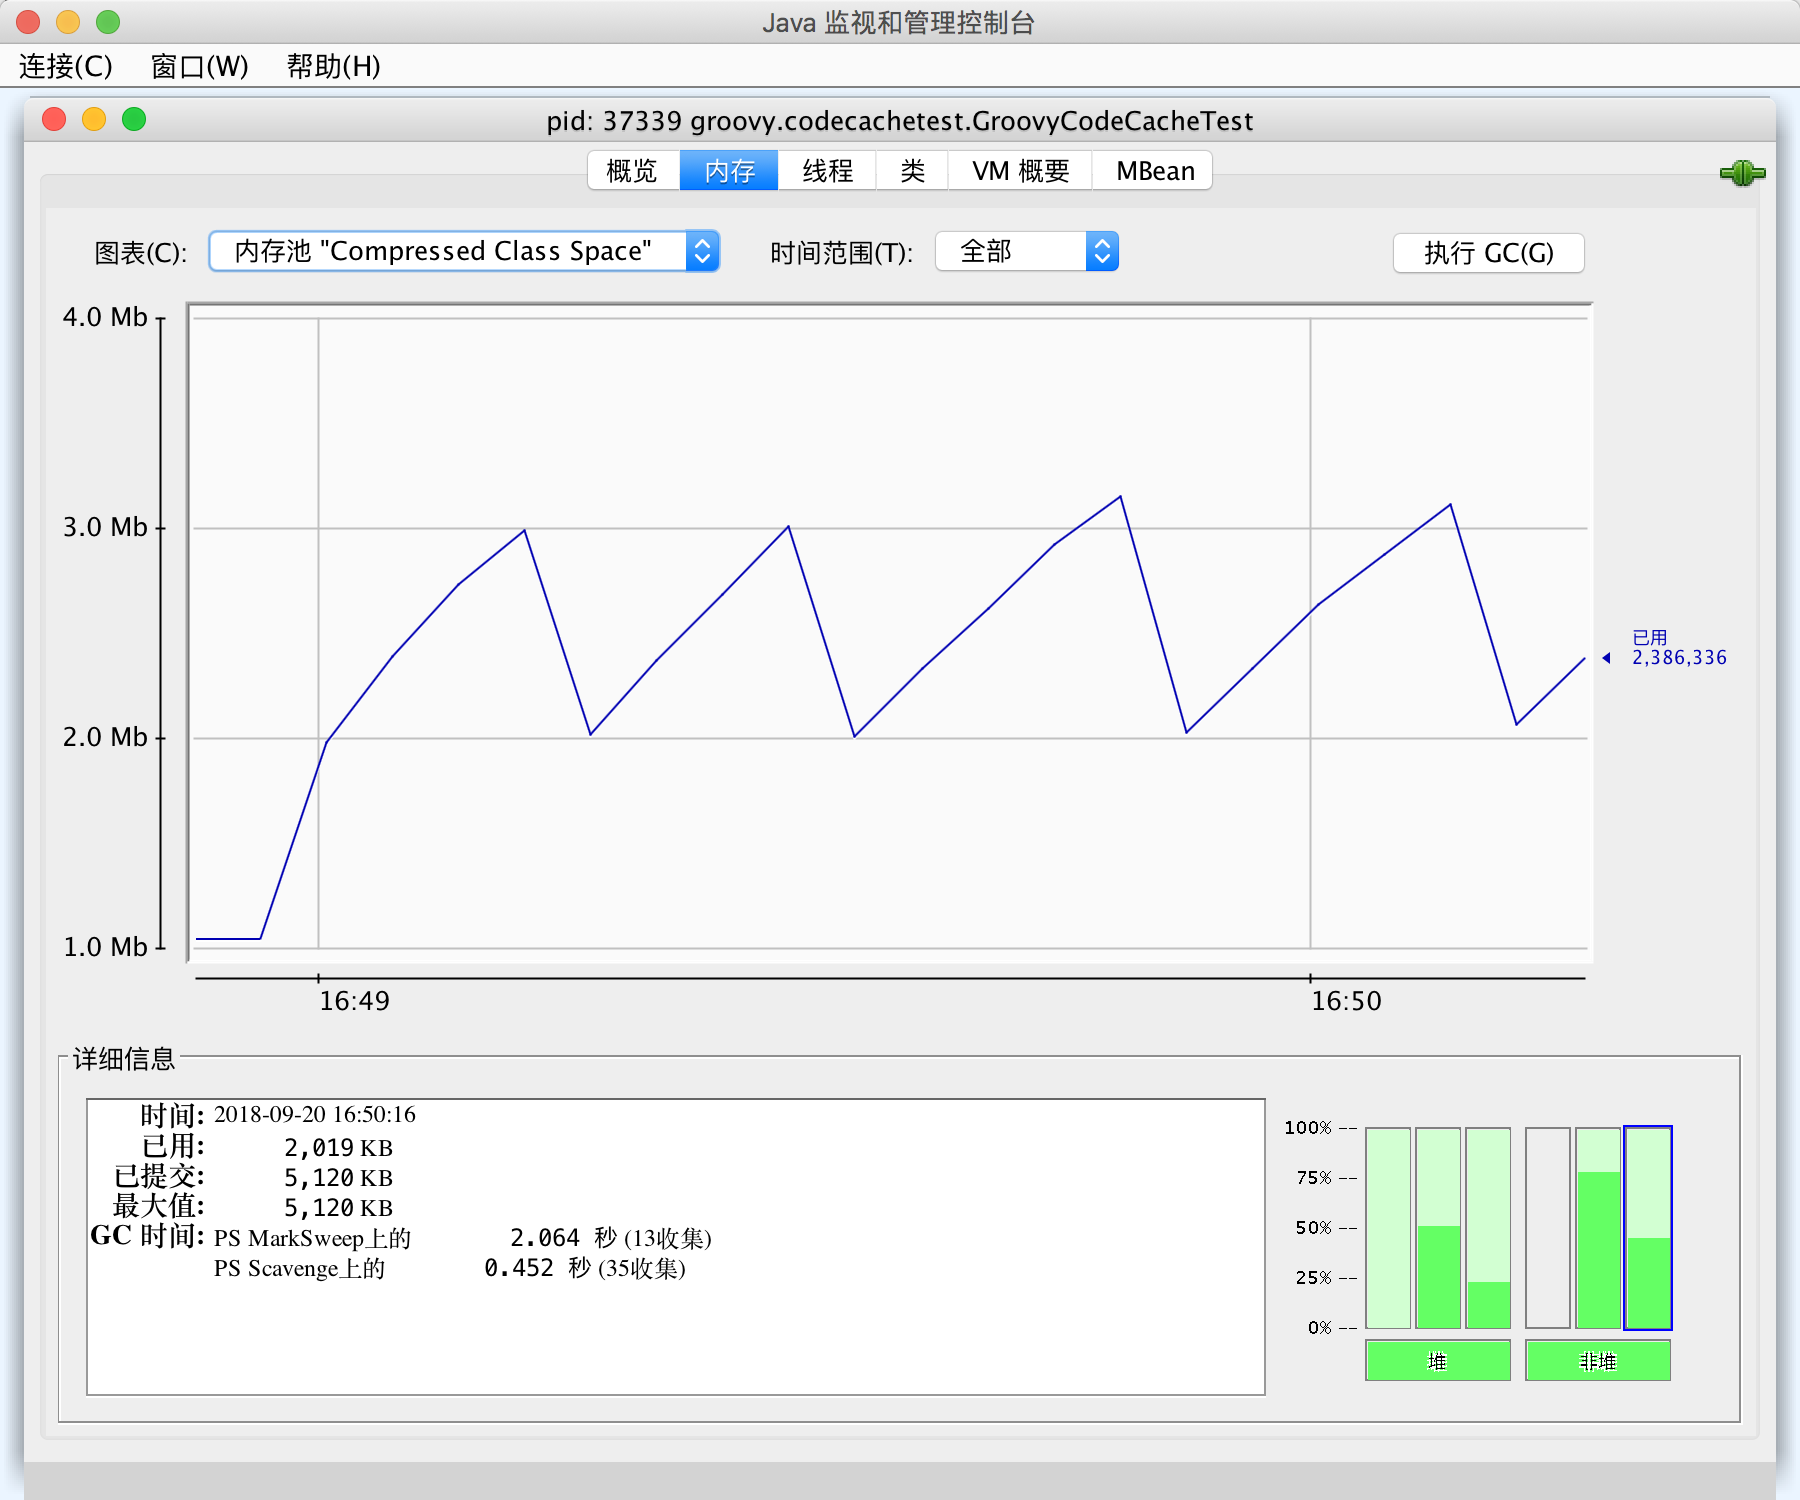 Java 监视和管理控制台
连接(C) 窗口(W) 帮助(H)
pid: 37339 groovy.codecachetest.GroovyCodeCacheTest
概览 内存 线程 类 VM 概要 MBean
图表(C): 内存池 "Compressed Class Space" 时间范围(T): 全部 执行 GC(G)
4.0 Mb
3.0 Mb
已用
2,386,336
2.0 Mb
1.0 Mb
16:49 16:50
详细信息
时间: 2018-09-20 16:50:16
已用: 2,019 KB
已提交: 5,120 KB
最大值: 5,120 KB
GC 时间: PS MarkSweep上的 2.064 秒 (13收集)
PS Scavenge上的 0.452 秒 (35收集)
100% --
75% --
50% --
25% --
0% --
堆 非堆